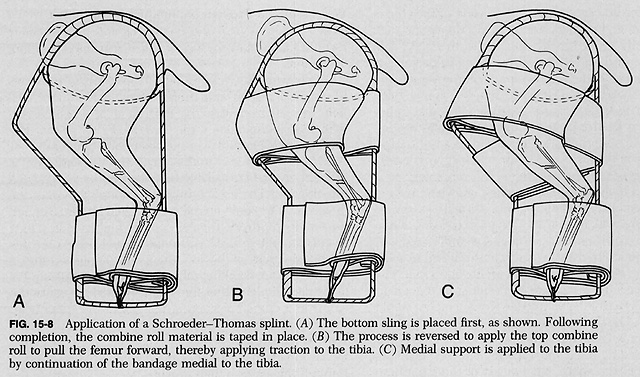 A
B
C
FIG. 15-8 Application of a Schroeder–Thomas splint. (A) The bottom sling is placed first, as shown. Following
completion, the combine roll material is taped in place. (B) The process is reversed to apply the top combine
roll to pull the femur forward, thereby applying traction to the tibia. (C) Medial support is applied to the tibia
by continuation of the bandage medial to the tibia.